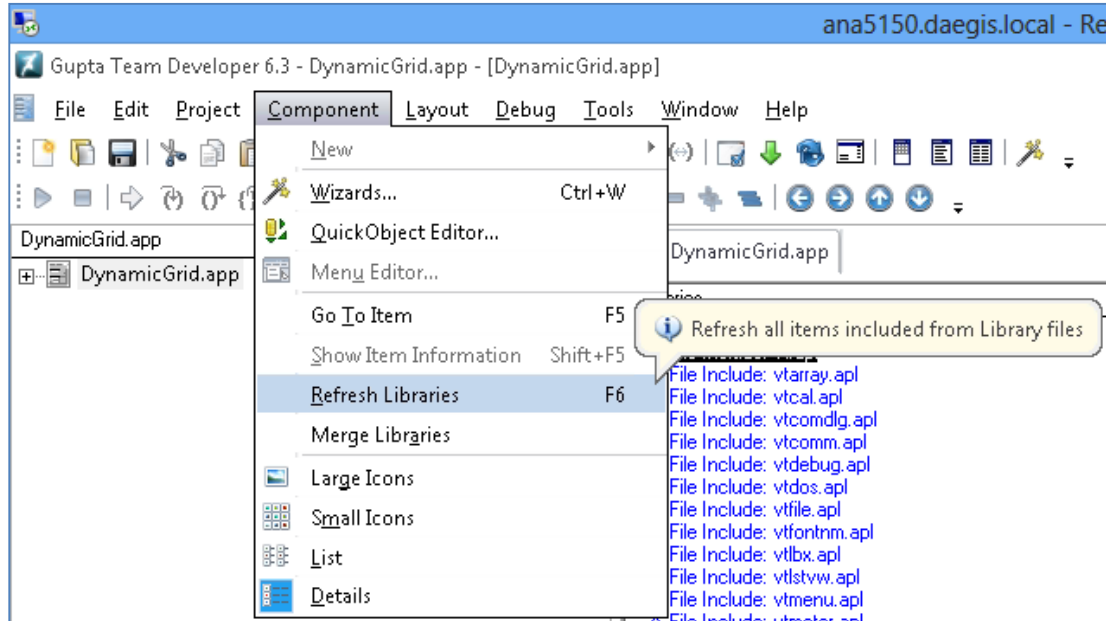 ana5150.daegis.local - Re
Gupta Team Developer 6.3 - DynamicGrid.app - [DynamicGrid.app]
File Edit Project Component Layout Debug Tools Window Help
New
Wizards... Ctrl+W
DynamicGrid.app
QuickObject Editor...
DynamicGrid.app
DynamicGrid.app
Menu Editor...
Go To Item F5
Refresh all items included from Library files
Show Item Information Shift+F5
File Include: vtarray.apl
Refresh Libraries F6
File Include: vtcal.apl
File Include: vtcomdlg.apl
Merge Libraries
File Include: vtcomm.apl
File Include: vtdebug.apl
Large Icons
File Include: vtdos.apl
File Include: vtfile.apl
Small Icons
File Include: vtfontnm.apl
List
File Include: vtlbx.apl
File Include: vtlstvw.apl
Details
File Include: vtmenu.apl
File Include: vtmeter.apl